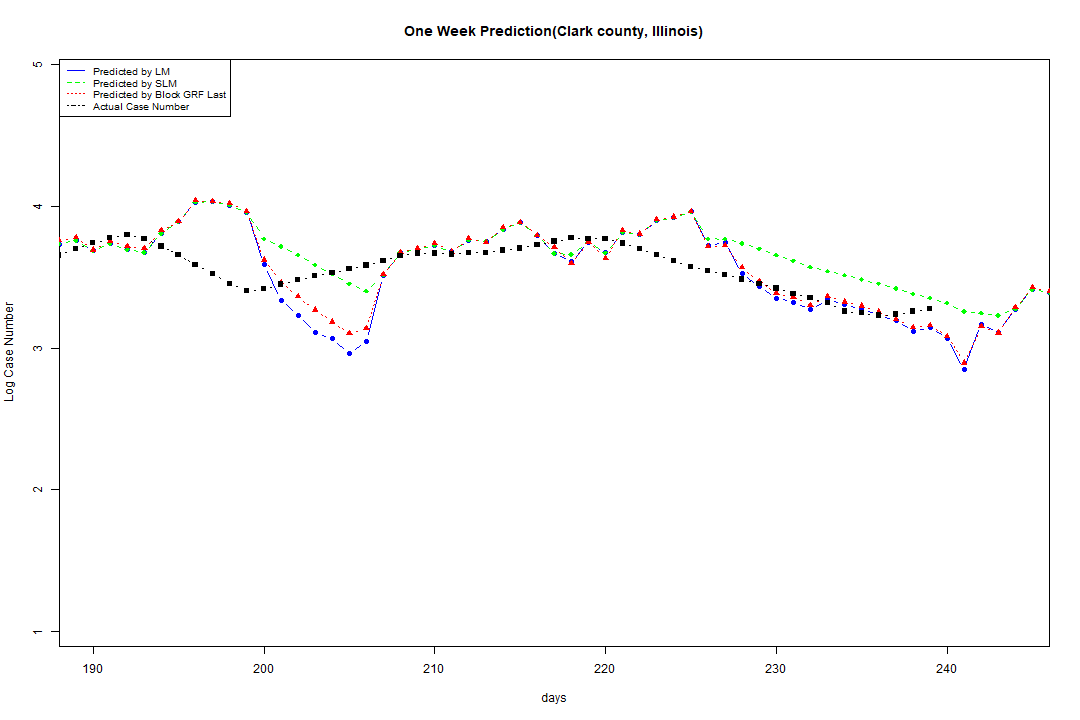 One Week Prediction(Clark county, Illinois)
Predicted by LM
Predicted by SLM
Predicted by Block GRF Last
Actual Case Number
5
4
3
2
1
Log Case Number
190 200 210 220 230 240
days